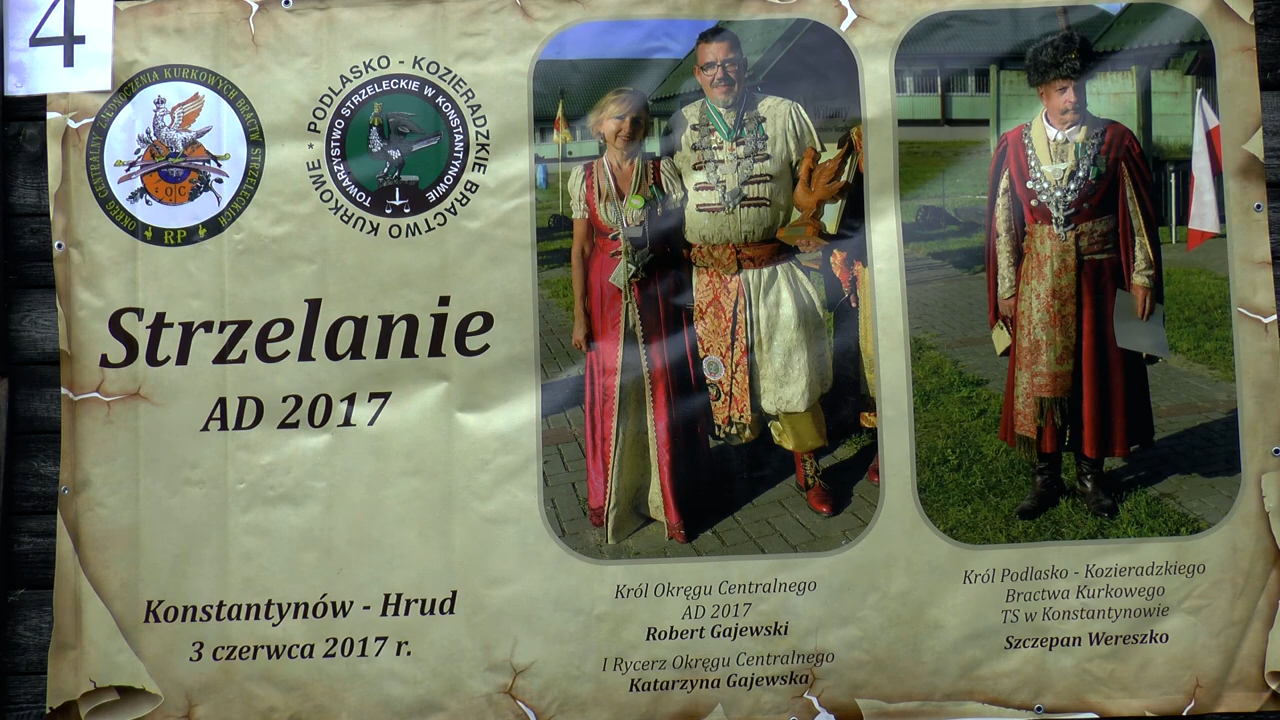 4
OKRĘG CENTRALNY ZJEDNOCZENIA KURKOWYCH BRACTW STRZELECKICH
RP
PODLASKO - KOZIERADZKIE BRACTWO KURKOWE *
TOWARZYSTWO STRZELECKIE W KONSTANTYNOWIE
Strzelanie
AD 2017
Konstantynów - Hrud
3 czerwca 2017 r.
Król Okręgu Centralnego
AD 2017
Robert Gajewski
I Rycerz Okręgu Centralnego
Katarzyna Gajewska
Król Podlasko - Kozieradzkiego
Bractwa Kurkowego
TS w Konstantynowie
Szczepan Wereszko